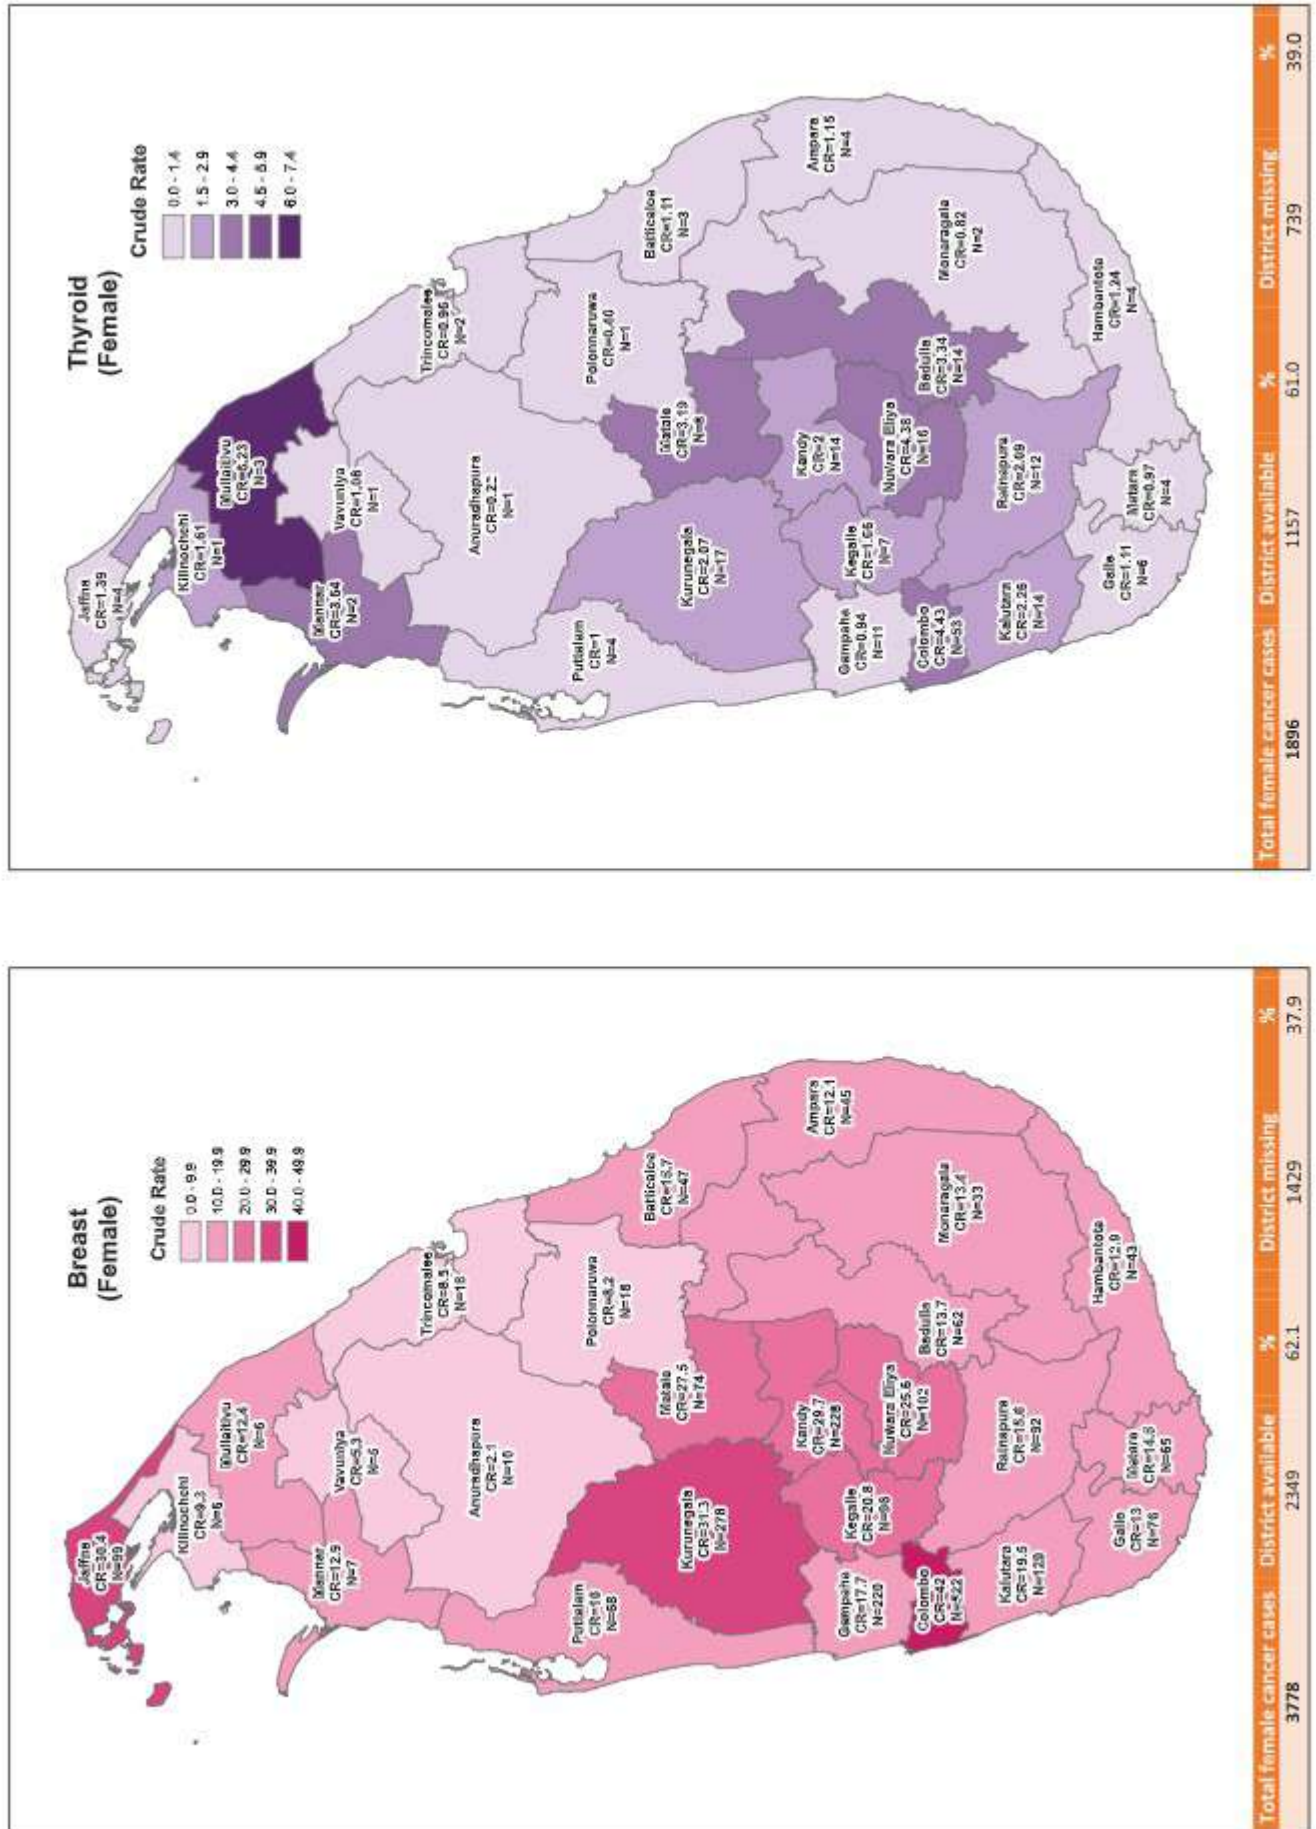 Breast
(Female)
Crude Rate
0.0 - 9.9
10.0 - 19.9
20.0 - 29.9
30.0 - 39.9
40.0 - 49.9
Jaffna
CR=30.4
N=99
Kilinochchi
CR=9.3
N=6
Mullaitivu
CR=12.4
N=6
Mannar
CR=12.9
N=7
Vavuniya
CR=5.3
N=5
Trincomalee
CR=8.5
N=18
Anuradhapura
CR=2.1
N=10
Polonnaruwa
CR=8.2
N=16
Puttalam
CR=16
N=68
Kurunegala
CR=31.3
N=278
Matale
CR=27.5
N=74
Batticaloa
CR=15.7
N=47
Gampaha
CR=17.7
N=220
Kegalle
CR=20.8
N=98
Kandy
CR=29.7
N=228
Ampara
CR=12.1
N=45
Colombo
CR=42
N=522
Nuwara Eliya
CR=25.6
N=102
Badulla
CR=13.7
N=62
Monaragala
CR=13.4
N=33
Kalutara
CR=19.5
N=129
Ratnapura
CR=15.6
N=92
Galle
CR=13
N=76
Matara
CR=14.5
N=65
Hambantota
CR=12.9
N=43
Total female cancer cases District available % District missing %
3778 2349 62.1 1429 37.9
Thyroid
(Female)
Crude Rate
0.0 - 1.4
1.5 - 2.9
3.0 - 4.4
4.5 - 5.9
6.0 - 7.4
Jaffna
CR=1.39
N=4
Kilinochchi
CR=1.61
N=1
Mullaitivu
CR=6.23
N=3
Mannar
CR=3.64
N=2
Vavuniya
CR=1.06
N=1
Trincomalee
CR=0.96
N=2
Anuradhapura
CR=0.22
N=1
Polonnaruwa
CR=0.40
N=1
Puttalam
CR=1
N=4
Kurunegala
CR=2.07
N=17
Matale
CR=3.19
Batticaloa
CR=1.11
N=3
Gampaha
CR=0.94
N=11
Kegalle
CR=1.66
N=7
Kandy
CR=2
N=14
Ampara
CR=1.15
N=4
Colombo
CR=4.43
N=53
Nuwara Eliya
CR=4.38
N=16
Badulla
CR=3.34
N=14
Monaragala
CR=0.82
N=2
Kalutara
CR=2.26
N=14
Ratnapura
CR=2.09
N=12
Galle
CR=1.11
N=6
Matara
CR=0.97
N=4
Hambantota
CR=1.24
N=4
Total female cancer cases District available % District missing %
1896 1157 61.0 739 39.0